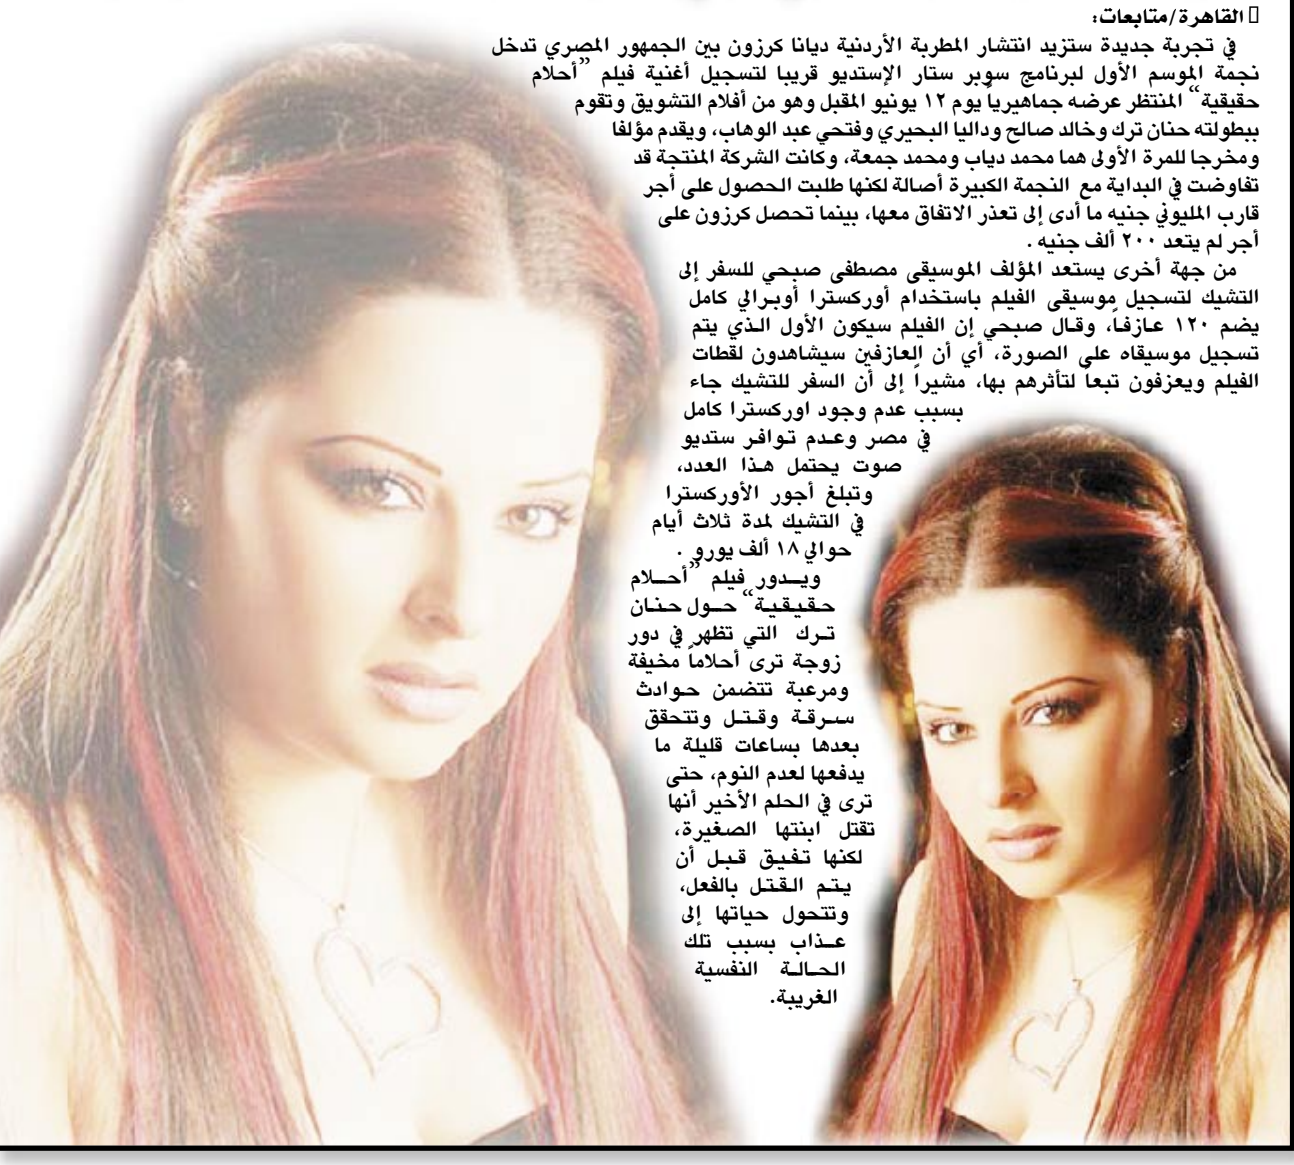 القاهرة/متابعات:
في تجربة جديدة ستزيد انتشار المطربة الأردنية ديانا كرزون بين الجمهور المصري تدخل
نجمة الموسم الأول لبرنامج سوبر ستار الإستديو قريبا لتسجيل أغنية فيلم ”أحلام
حقيقية“ المنتظر عرضه جماهيرياً يوم ١٢ يونيو المقبل وهو من أفلام التشويق وتقوم
ببطولته حنان ترك وخالد صالح وداليا البحيري وفتحي عبد الوهاب، ويقدم مؤلفا
ومخرجا للمرة الأولى هما محمد دياب ومحمد جمعة، وكانت الشركة المنتجة قد
تفاوضت في البداية مع النجمة الكبيرة أصالة لكنها طلبت الحصول على أجر
قارب المليوني جنيه ما أدى إلى تعذر الاتفاق معها، بينما تحصل كرزون على
أجر لم يتعد ٢٠٠ ألف جنيه .
من جهة أخرى يستعد المؤلف الموسيقى مصطفى صبحي للسفر إلى
التشيك لتسجيل موسيقى الفيلم باستخدام أوركسترا أوبرالي كامل
يضم ١٢٠ عازفاً، وقال صبحي إن الفيلم سيكون الأول الذي يتم
تسجيل موسيقاه على الصورة، أي أن العازفين سيشاهدون لقطات
الفيلم ويعزفون تبعاً لتأثرهم بها، مشيراً إلى أن السفر للتشيك جاء
بسبب عدم وجود اوركسترا كامل
في مصر وعدم توافر ستديو
صوت يحتمل هذا العدد،
وتبلغ أجور الأوركسترا
في التشيك لمدة ثلاث أيام
حوالي ١٨ ألف يورو .
ويدور فيلم ”أحلام
حقيقية“ حول حنان
ترك التي تظهر في دور
زوجة ترى أحلاماً مخيفة
ومرعبة تتضمن حوادث
سرقة وقتل وتتحقق
بعدها بساعات قليلة ما
يدفعها لعدم النوم، حتى
ترى في الحلم الأخير أنها
تقتل ابنتها الصغيرة،
لكنها تفيق قبل أن
يتم القتل بالفعل،
وتتحول حياتها إلى
عذاب بسبب تلك
الحالة النفسية
الغريبة.